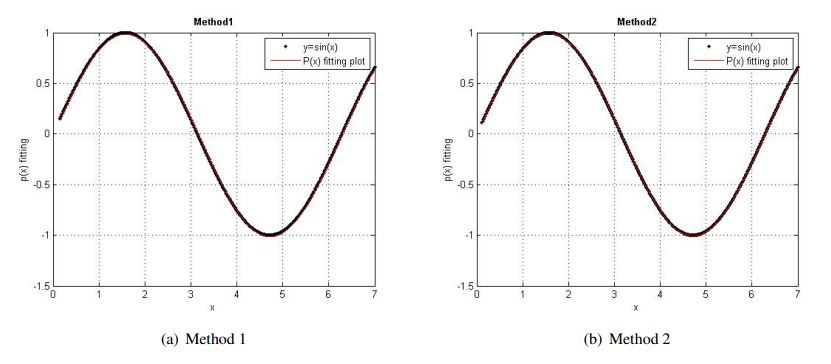 Method1
1
0.5
0
-0.5
-1
-1.5
p(x) fitting
y=sin(x)
P(x) fitting plot
0 1 2 3 4 5 6 7
x
(a) Method 1
Method2
1
0.5
0
-0.5
-1
-1.5
p(x) fitting
y=sin(x)
P(x) fitting plot
0 1 2 3 4 5 6 7
x
(b) Method 2